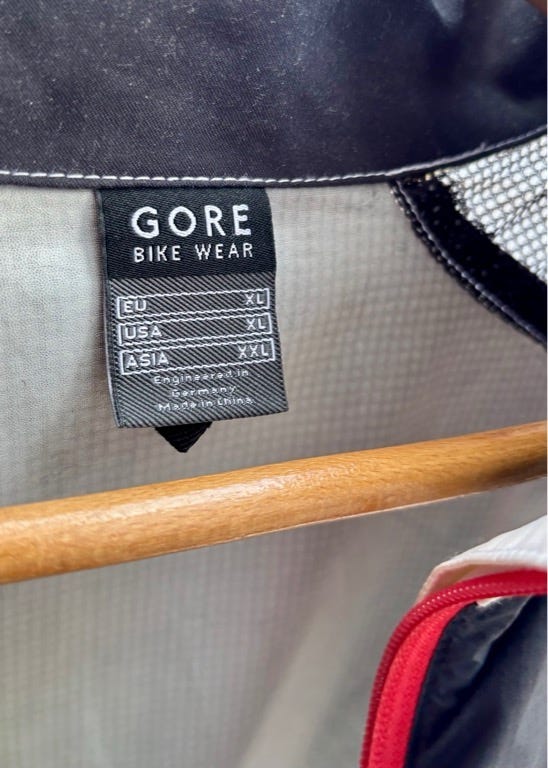 GORE
BIKE WEAR
EU XL
USA XL
ASIA XXL
Engineered in
Germany
Made in China